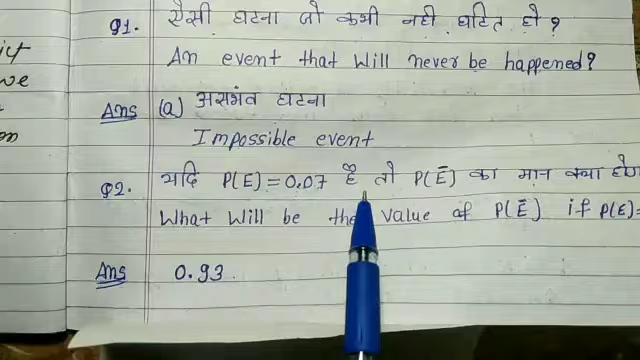 Q1. ऐसी घटना जो कभी नहीं घटित हो ?
An event that will never be happened?
we
Ans (a) असंभव घटना
Impossible event
Q2. यदि P(E) = 0.07 है तो P(Ē) का मान क्या
What will be the value of P(Ē) if P(E)=
Ans 0.93